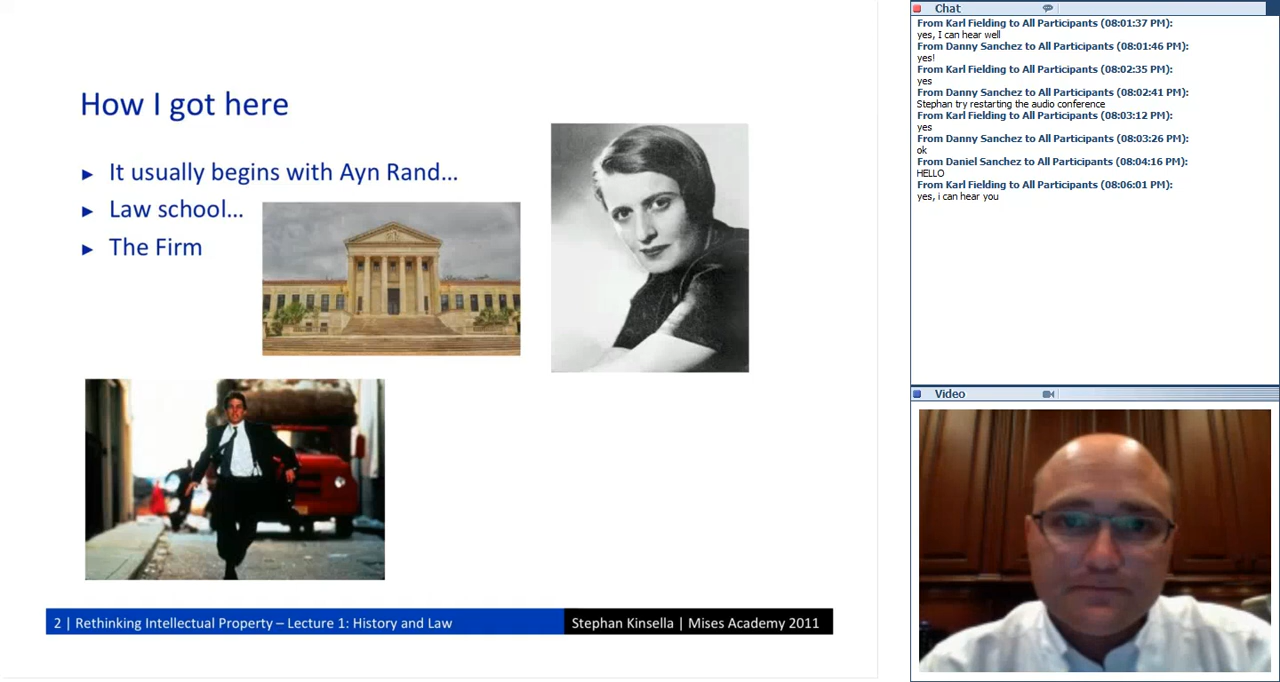 How I got here
► It usually begins with Ayn Rand...
► Law school...
► The Firm
2 | Rethinking Intellectual Property – Lecture 1: History and Law
Stephan Kinsella | Mises Academy 2011
Chat
From Karl Fielding to All Participants (08:01:37 PM):
yes, I can hear well
From Danny Sanchez to All Participants (08:01:46 PM):
yes!
From Karl Fielding to All Participants (08:02:35 PM):
yes
From Danny Sanchez to All Participants (08:02:41 PM):
Stephan try restarting the audio conference
From Karl Fielding to All Participants (08:03:12 PM):
yes
From Danny Sanchez to All Participants (08:03:26 PM):
ok
From Daniel Sanchez to All Participants (08:04:16 PM):
HELLO
From Karl Fielding to All Participants (08:06:01 PM):
yes, i can hear you
Video